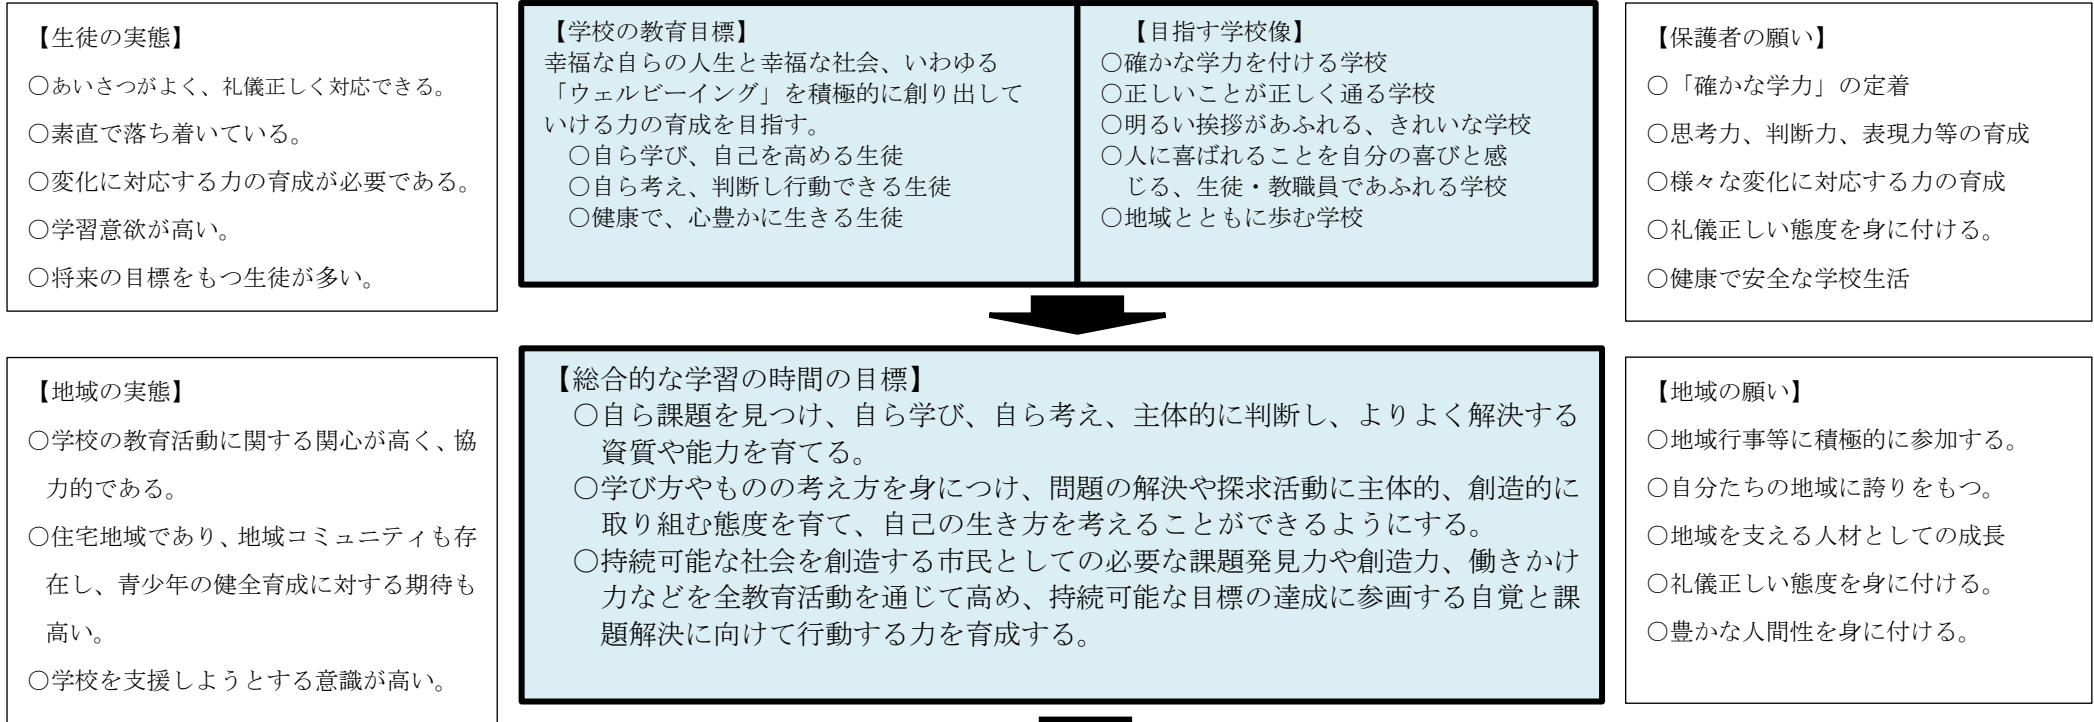 【生徒の実態】
○あいさつがよく、礼儀正しく対応できる。
○素直で落ち着いている。
○変化に対応する力の育成が必要である。
○学習意欲が高い。
○将来の目標をもつ生徒が多い。
【学校の教育目標】
幸福な自らの人生と幸福な社会、いわゆる
「ウェルビーイング」を積極的に創り出して
いける力の育成を目指す。
○自ら学び、自己を高める生徒
○自ら考え、判断し行動できる生徒
○健康で、心豊かに生きる生徒
【目指す学校像】
○確かな学力を付ける学校
○正しいことが正しく通る学校
○明るい挨拶があふれる、きれいな学校
○人に喜ばれることを自分の喜びと感
じる、生徒・教職員であふれる学校
○地域とともに歩む学校
【保護者の願い】
○「確かな学力」の定着
○思考力、判断力、表現力等の育成
○様々な変化に対応する力の育成
○礼儀正しい態度を身に付ける。
○健康で安全な学校生活
【地域の実態】
○学校の教育活動に関する関心が高く、協
力的である。
○住宅地域であり、地域コミュニティも存
在し、青少年の健全育成に対する期待も
高い。
○学校を支援しようとする意識が高い。
【総合的な学習の時間の目標】
○自ら課題を見つけ、自ら学び、自ら考え、主体的に判断し、よりよく解決する
資質や能力を育てる。
○学び方やものの考え方を身につけ、問題の解決や探求活動に主体的、創造的に
取り組む態度を育て、自己の生き方を考えることができるようにする。
○持続可能な社会を創造する市民としての必要な課題発見力や創造力、働きかけ
力などを全教育活動を通じて高め、持続可能な目標の達成に参画する自覚と課
題解決に向けて行動する力を育成する。
【地域の願い】
○地域行事等に積極的に参加する。
○自分たちの地域に誇りをもつ。
○地域を支える人材としての成長
○礼儀正しい態度を身に付ける。
○豊かな人間性を身に付ける。